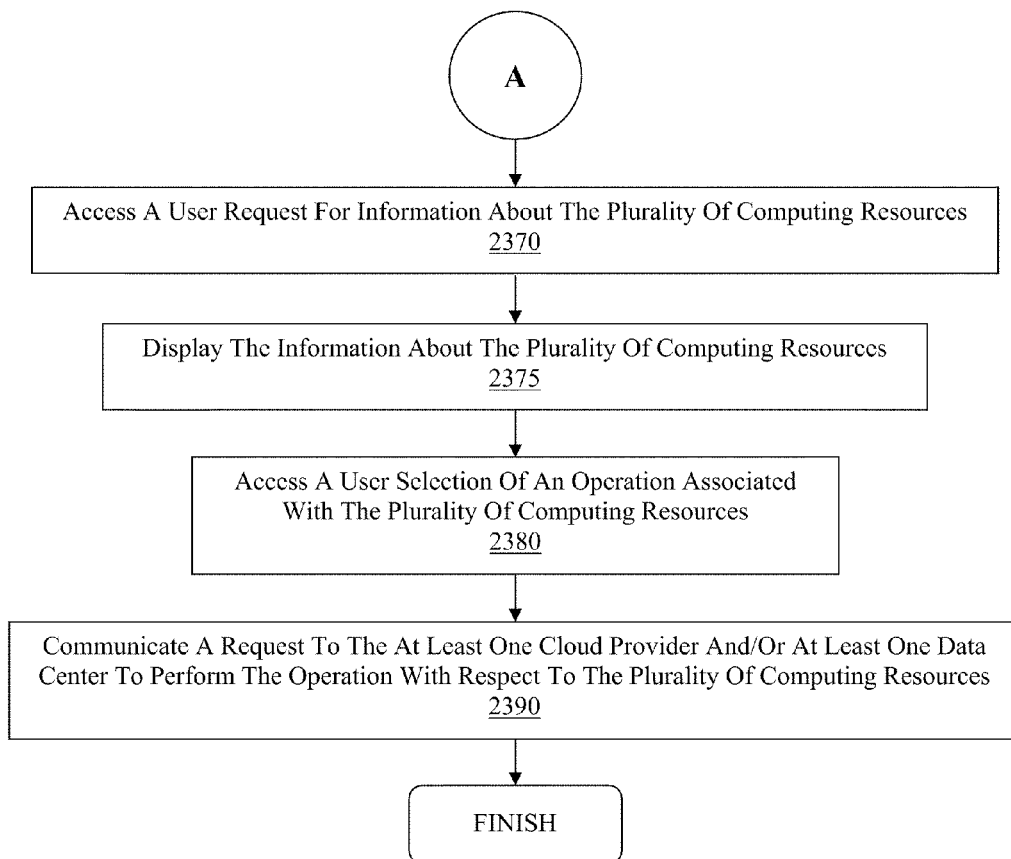 A
Access A User Request For Information About The Plurality Of Computing Resources
2370
Display The Information About The Plurality Of Computing Resources
2375
Access A User Selection Of An Operation Associated
With The Plurality Of Computing Resources
2380
Communicate A Request To The At Least One Cloud Provider And/Or At Least One Data
Center To Perform The Operation With Respect To The Plurality Of Computing Resources
2390
FINISH